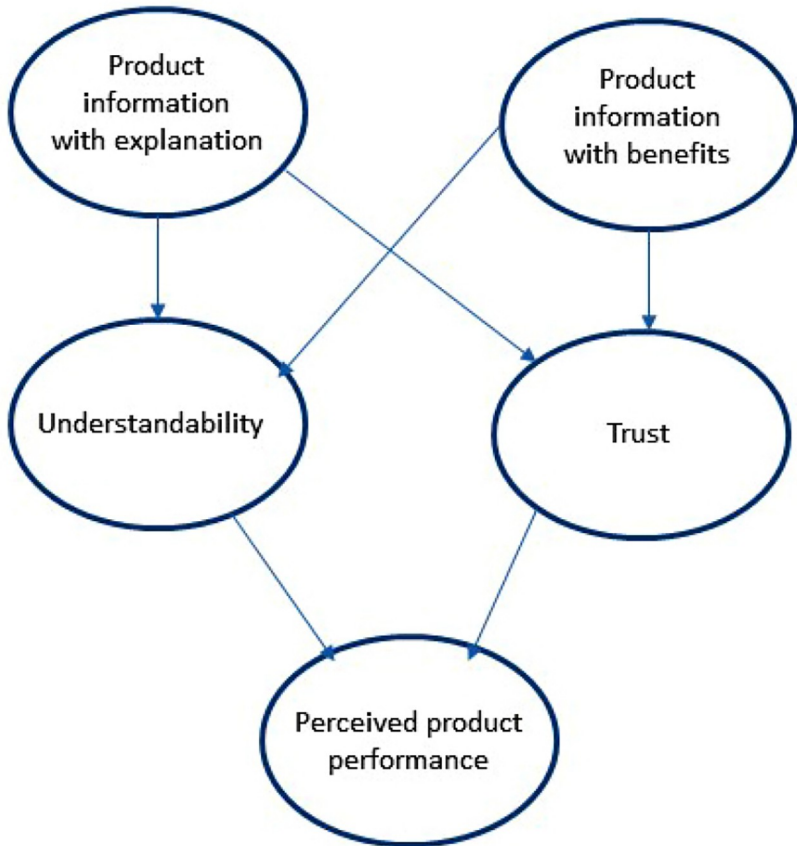 Product
information
with explanation
Product
information
with benefits
Understandability
Trust
Perceived product
performance